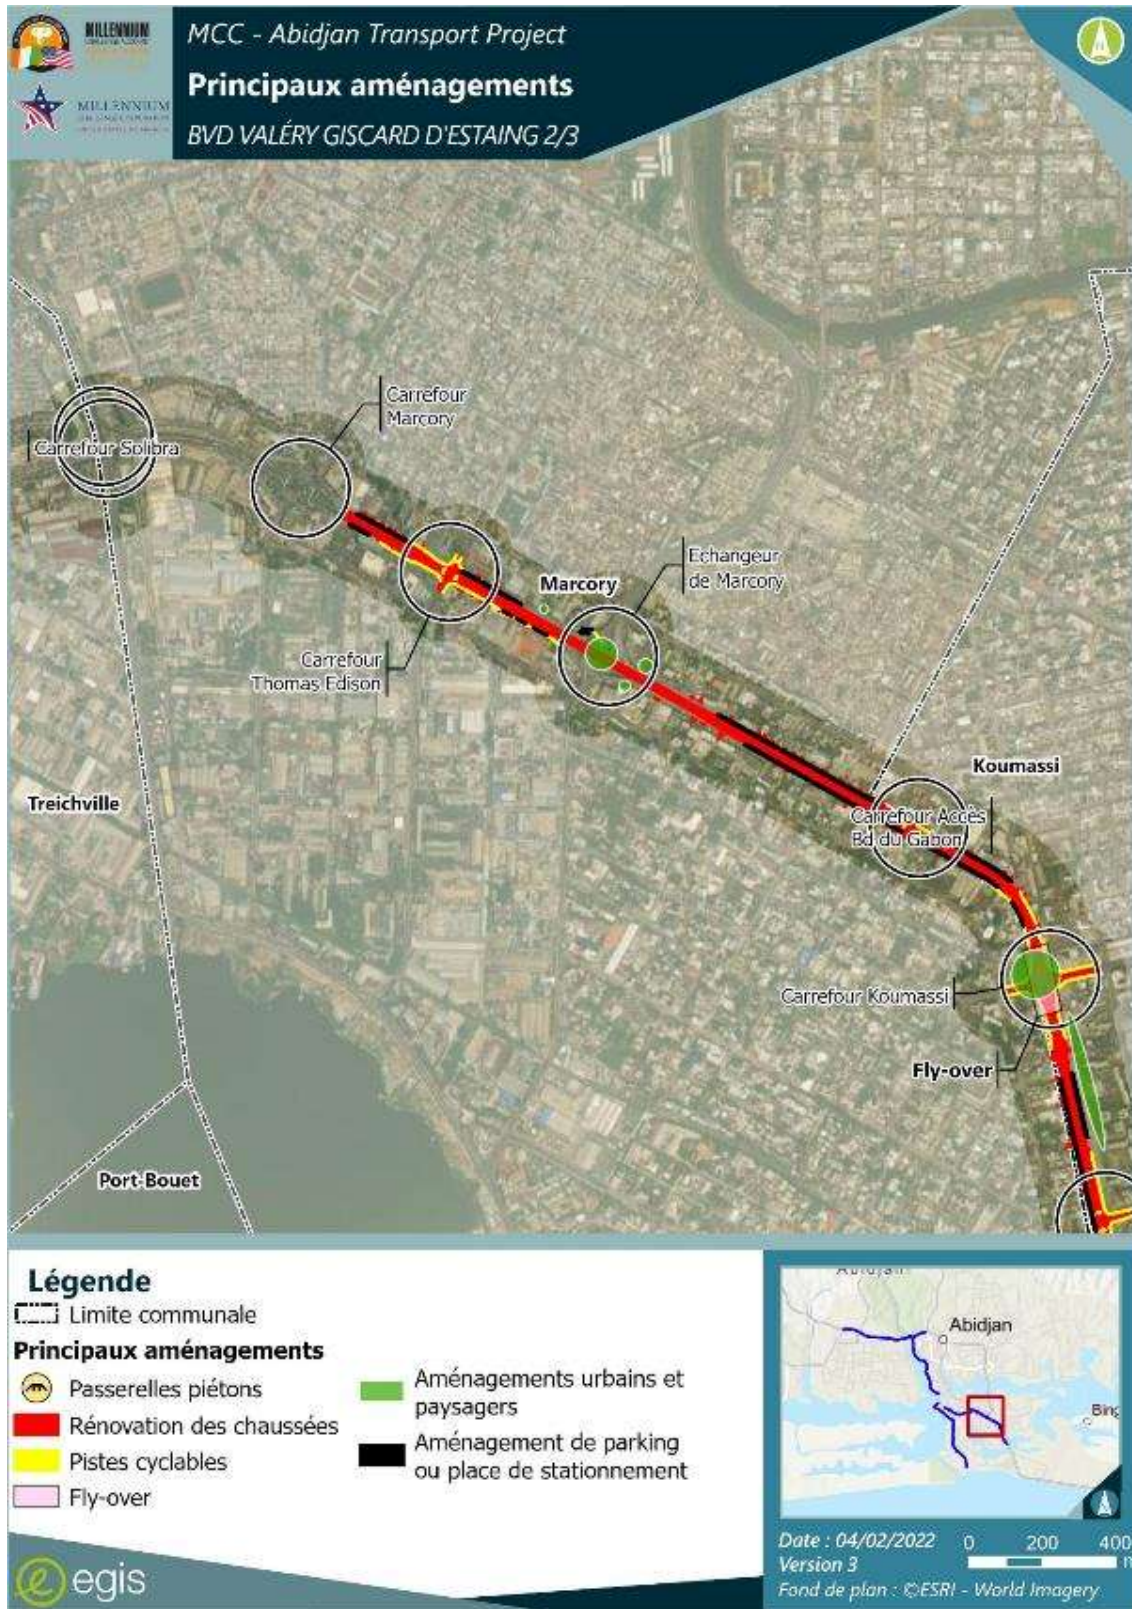 MILLENNIUM
MCC - Abidjan Transport Project
Principaux aménagements
BVD VALÉRY GISCARD D'ESTAING 2/3
MILLENNIUM
N
Carrefour
Marcory
Carrefour Solibra
Echangeur
de Marcory
Marcory
Carrefour
Thomas Edison
Koumassi
Treichville
Carrefour Accès
Bd du Gabon
Carrefour Koumassi
Fly-over
Port-Bouet
Légende
Limite communale
Principaux aménagements
Passerelles piétons
Rénovation des chaussées
Pistes cyclables
Fly-over
Aménagements urbains et
paysagers
Aménagement de parking
ou place de stationnement
Abidjan
Abidjan
Bing
Date : 04/02/2022
Version 3
0 200 400
m
Fond de plan : ©ESRI - World Imagery
egis